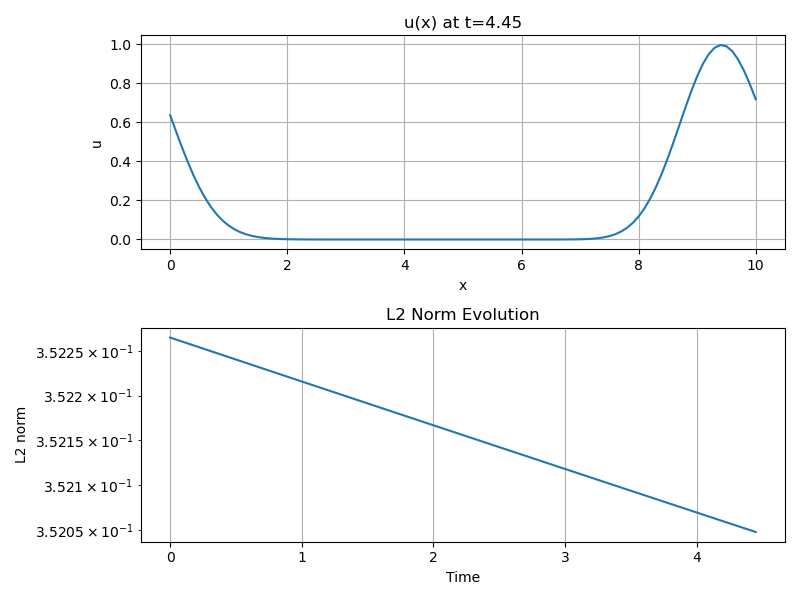 u(x) at t=4.45
1.0
0.8
0.6
0.4
0.2
0.0
u
0 2 4 6 8 10
x
L2 Norm Evolution
3.5225 × 10⁻¹
3.522 × 10⁻¹
3.5215 × 10⁻¹
3.521 × 10⁻¹
3.5205 × 10⁻¹
L2 norm
0 1 2 3 4
Time